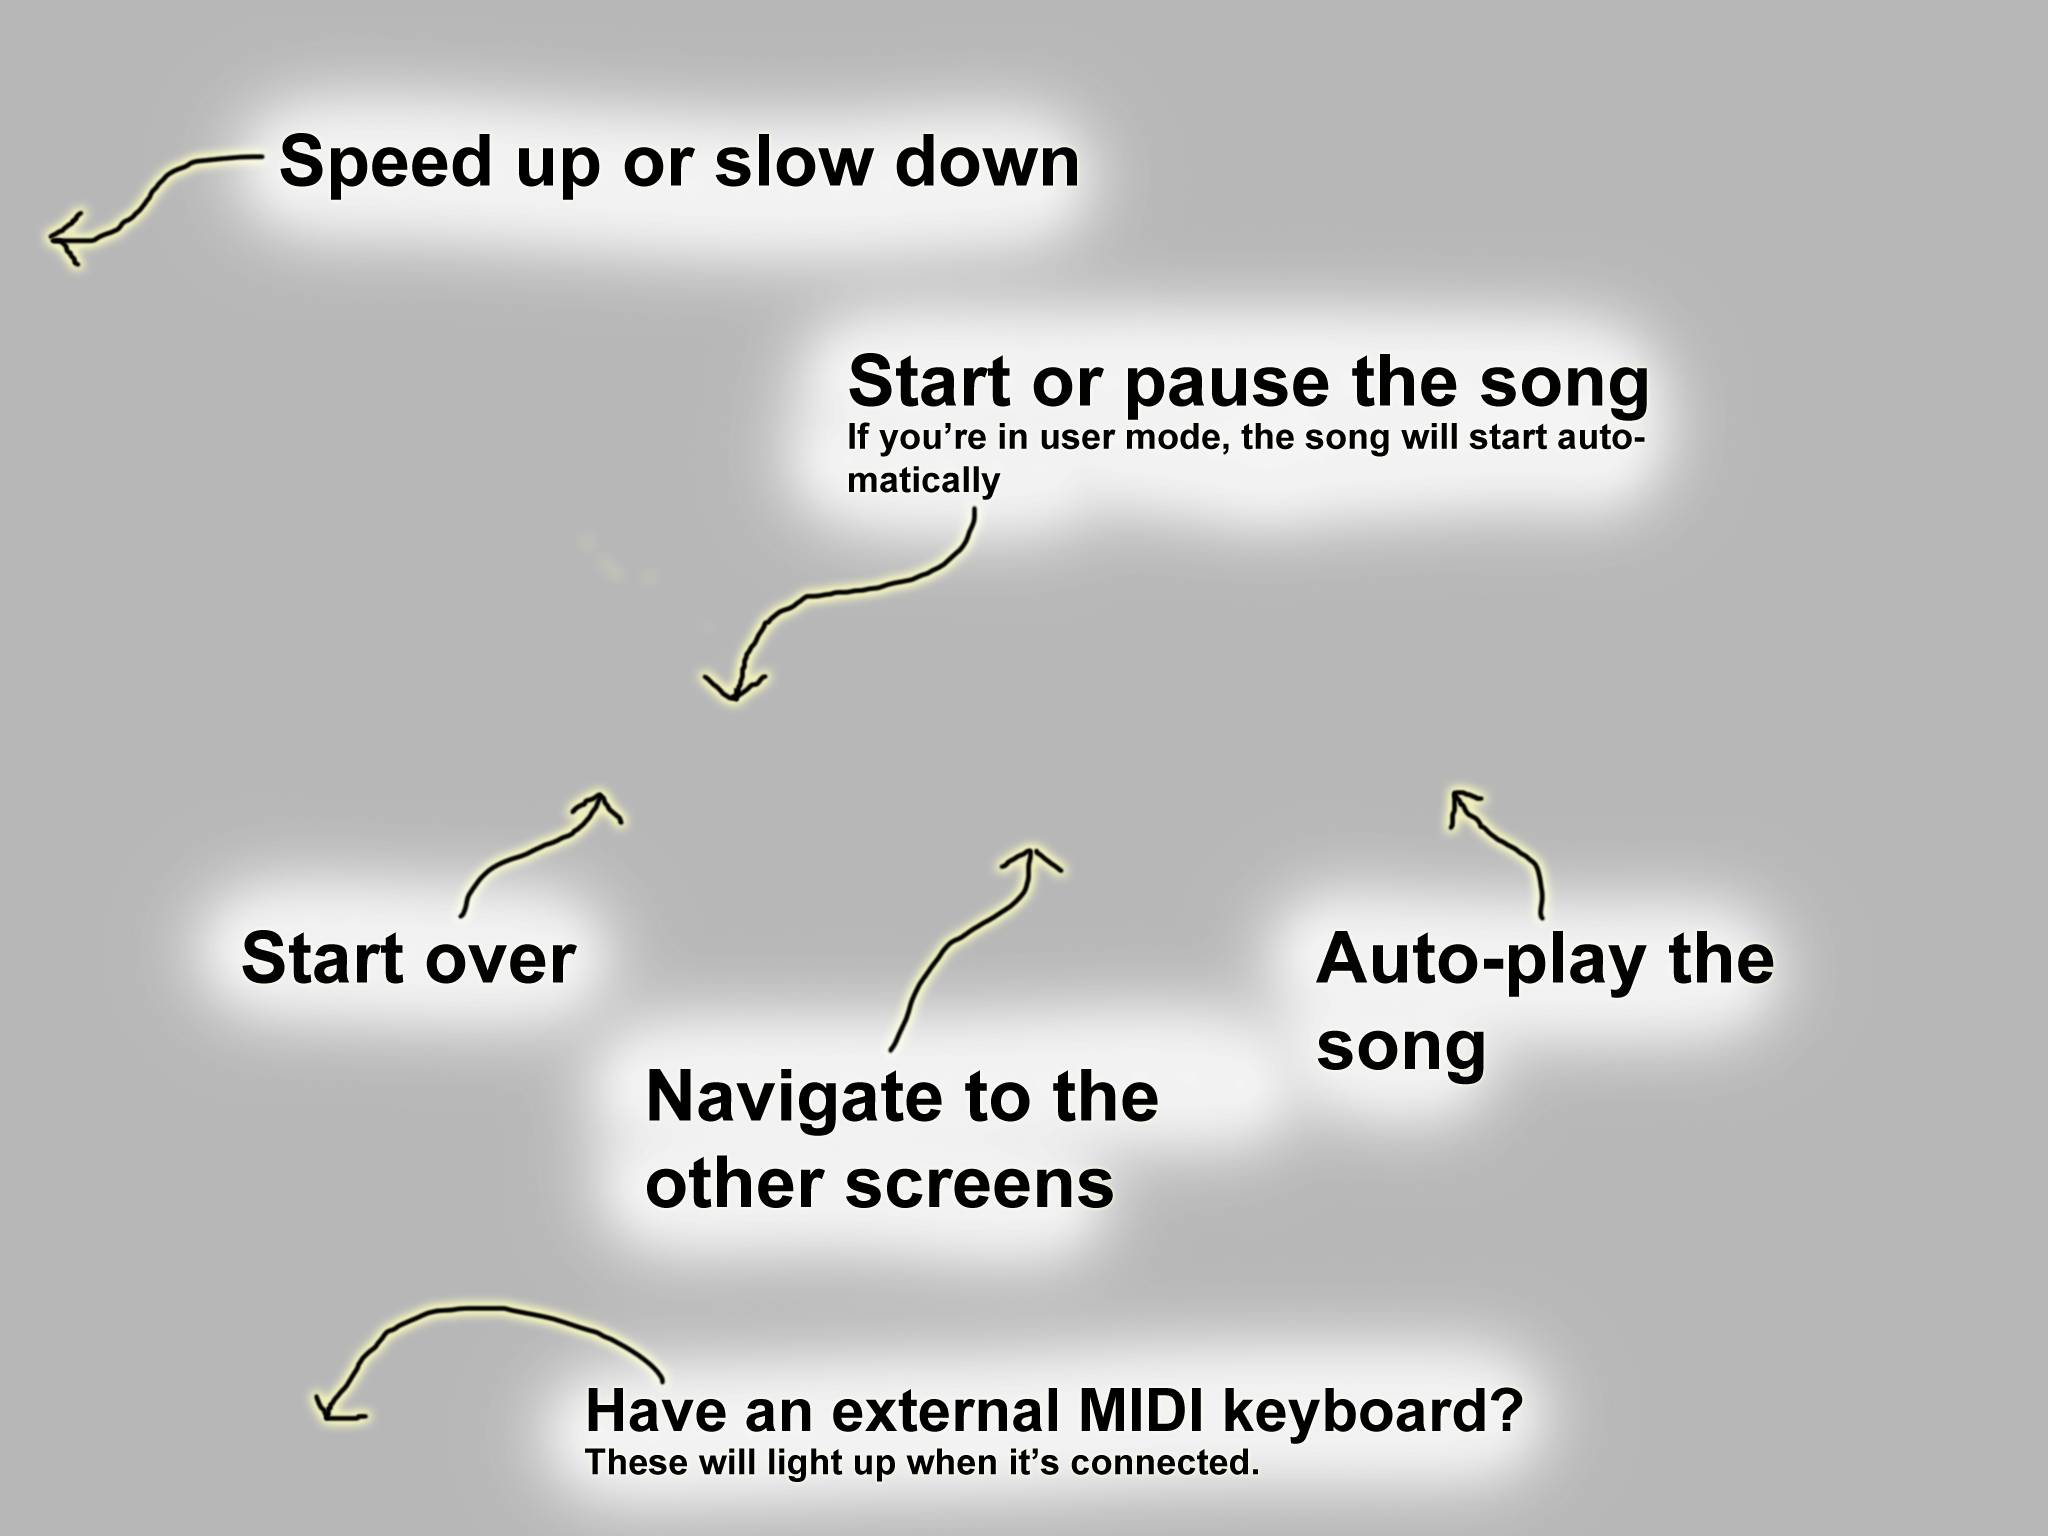 Speed up or slow down
Start or pause the song
If you’re in user mode, the song will start auto-
matically
Start over
Auto-play the
song
Navigate to the
other screens
Have an external MIDI keyboard?
These will light up when it’s connected.